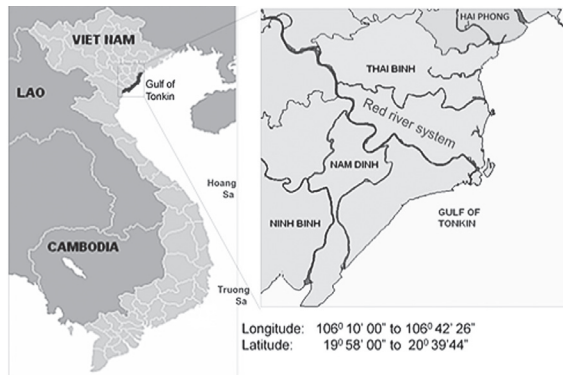 VIET NAM
LAO
Gulf of
Tonkin
Hoang
Sa
CAMBODIA
Truong
Sa
HAI PHONG
THAI BINH
Red river system
NAM DINH
NINH BINH
GULF OF
TONKIN
Longitude: 106⁰ 10' 00" to 106⁰ 42' 26"
Latitude: 19⁰ 58' 00" to 20⁰ 39'44"